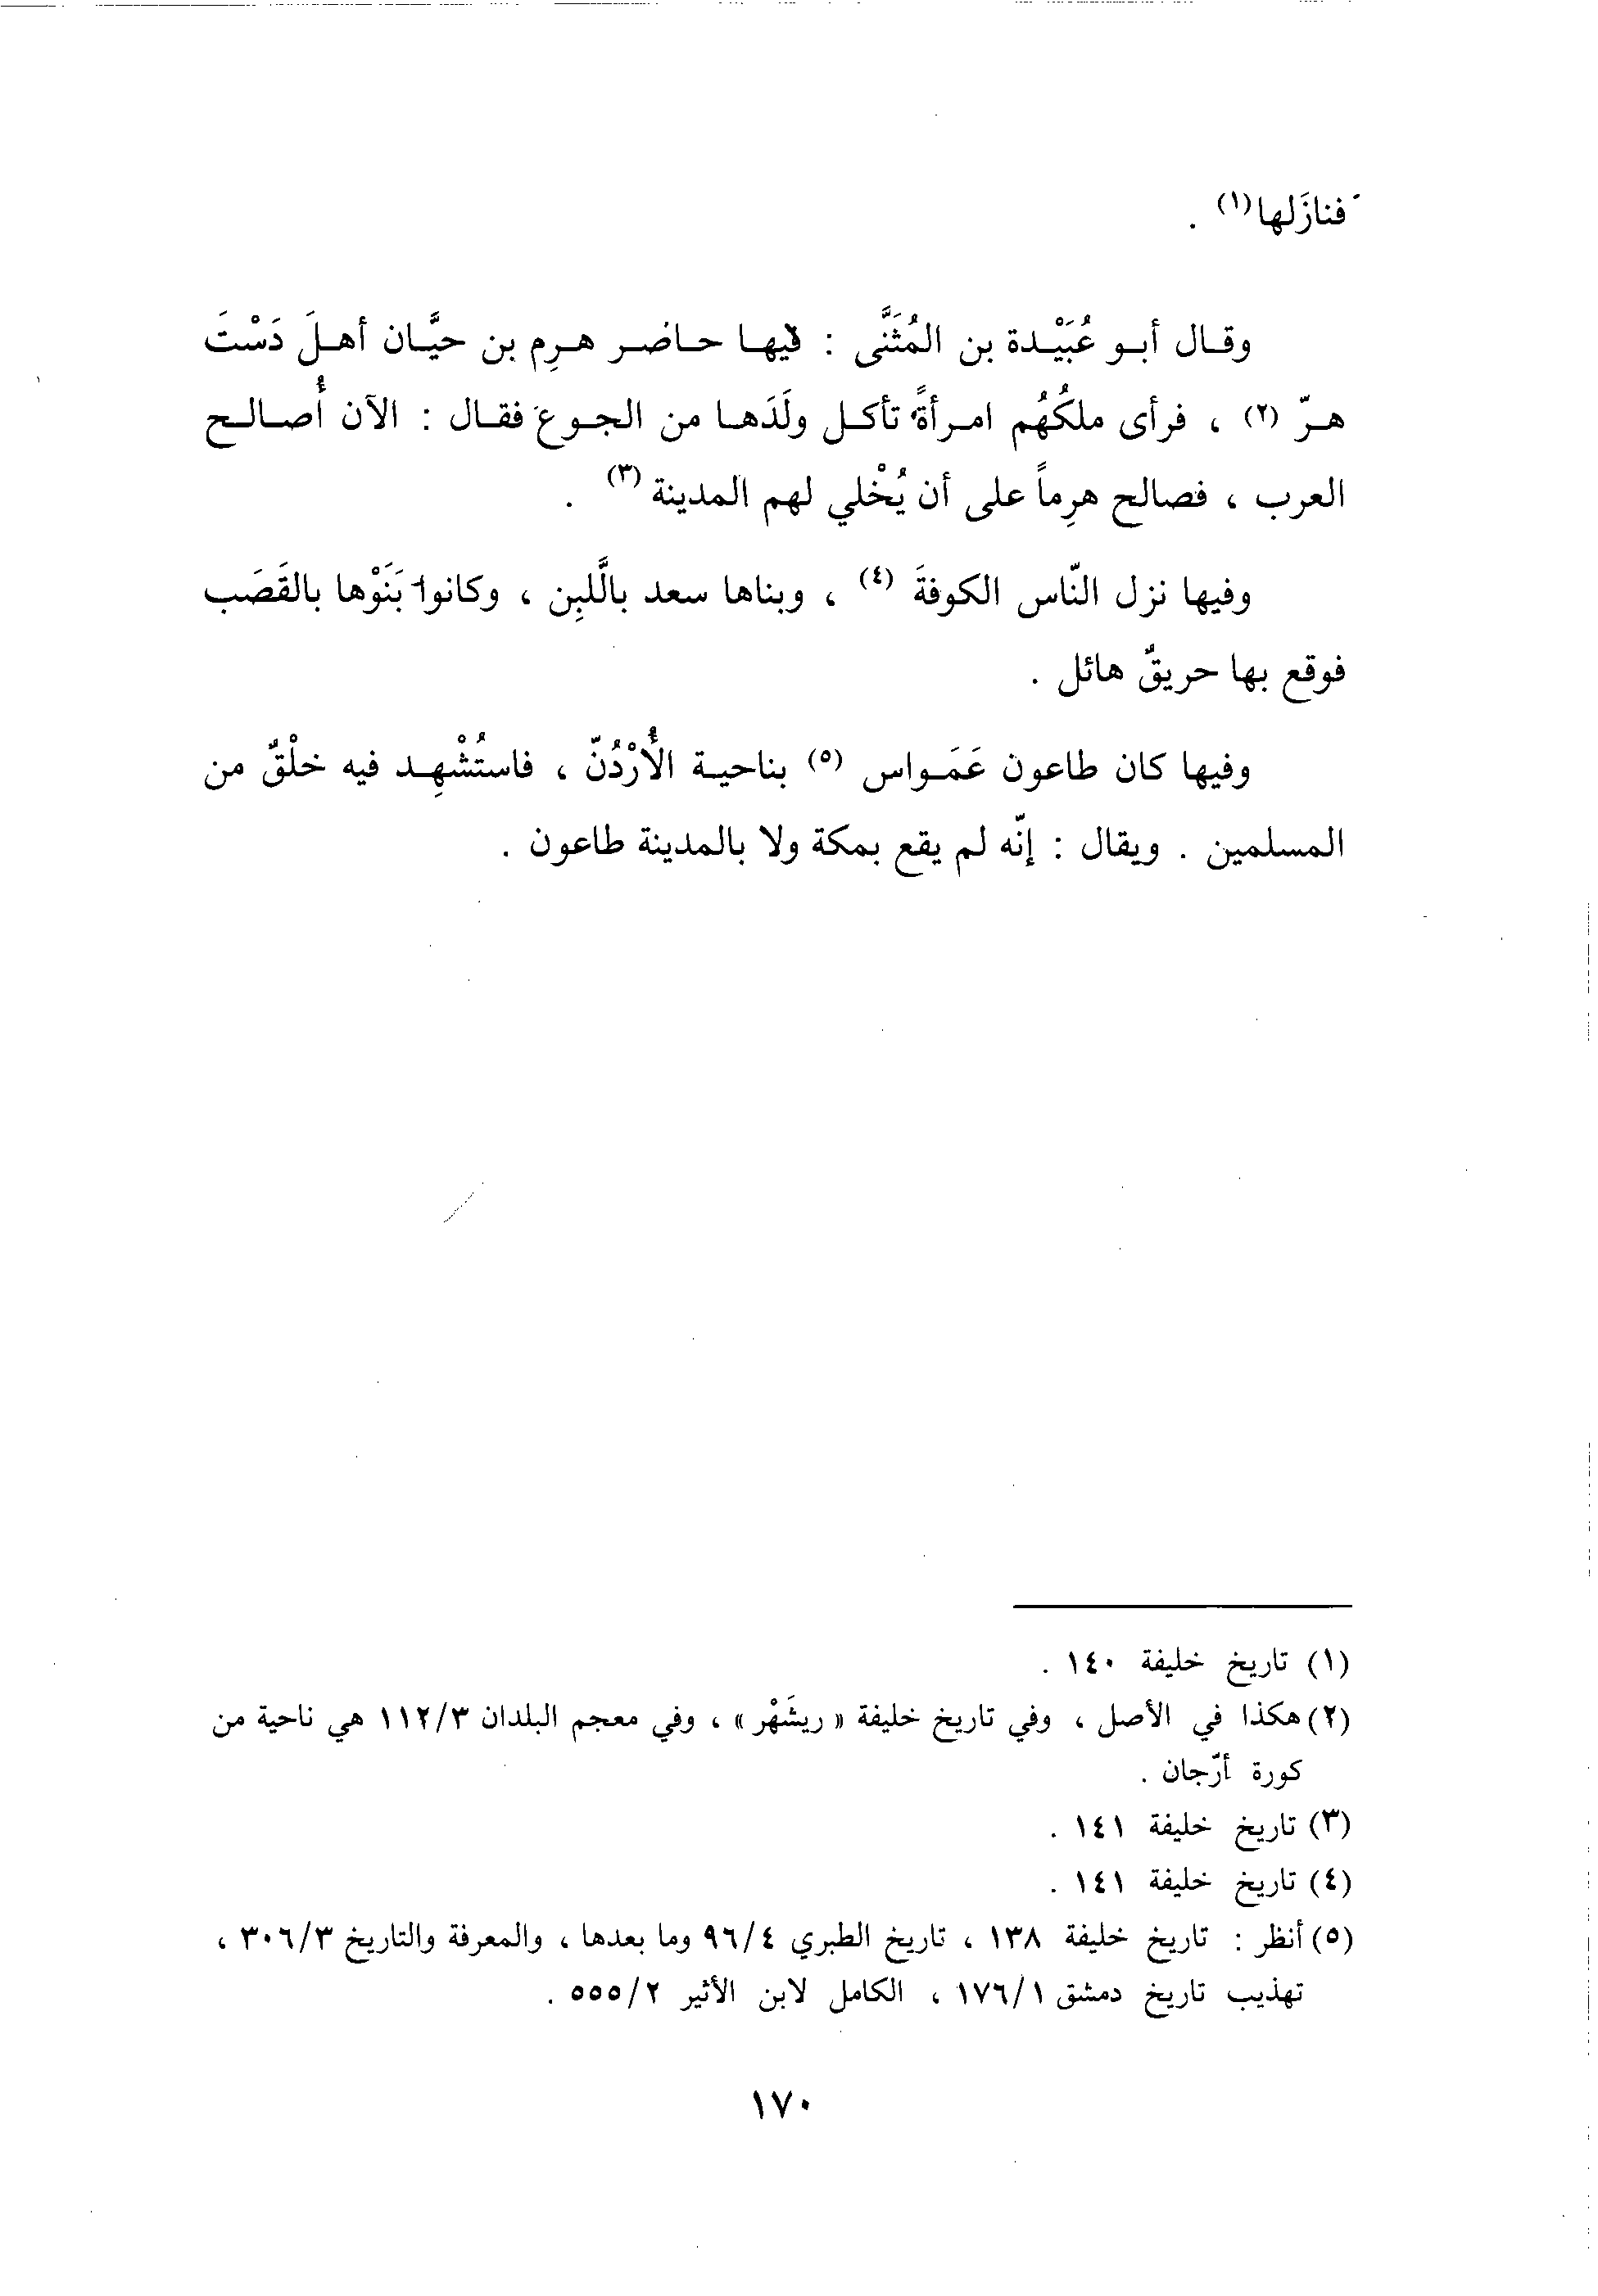 فنازَلها(١) .
وقال أبو عُبَيْدة بن المُثَنَّى : فيها حاضر هرِم بن حيَّان أهلَ دَسْتَ
هرّ (٢) ، فرأى ملكُهُم امرأةً تأكل ولَدَها من الجوع فقال : الآن أُصالح
العرب ، فصالح هرِماً على أن يُخْلي لهم المدينة (٣) .
وفيها نزل النّاس الكوفةَ (٤) ، وبناها سعد باللَّبِن ، وكانوا بَنَوْها بالقَصَب
فوقع بها حريقٌ هائل .
وفيها كان طاعون عَمَواس (٥) بناحية الأُرْدُنّ ، فاستُشْهِد فيه خلْقٌ من
المسلمين . ويقال : إنّه لم يقع بمكة ولا بالمدينة طاعون .
(١) تاريخ خليفة ١٤٠ .
(٢) هكذا في الأصل ، وفي تاريخ خليفة « ريشَهْر » ، وفي معجم البلدان ١١٢/٣ هي ناحية من
كورة أرّجان .
(٣) تاريخ خليفة ١٤١ .
(٤) تاريخ خليفة ١٤١ .
(٥) أنظر : تاريخ خليفة ١٣٨ ، تاريخ الطبري ٩٦/٤ وما بعدها ، والمعرفة والتاريخ ٣٠٦/٣ ،
تهذيب تاريخ دمشق ١٧٦/١ ، الكامل لابن الأثير ٥٥٥/٢ .
١٧٠